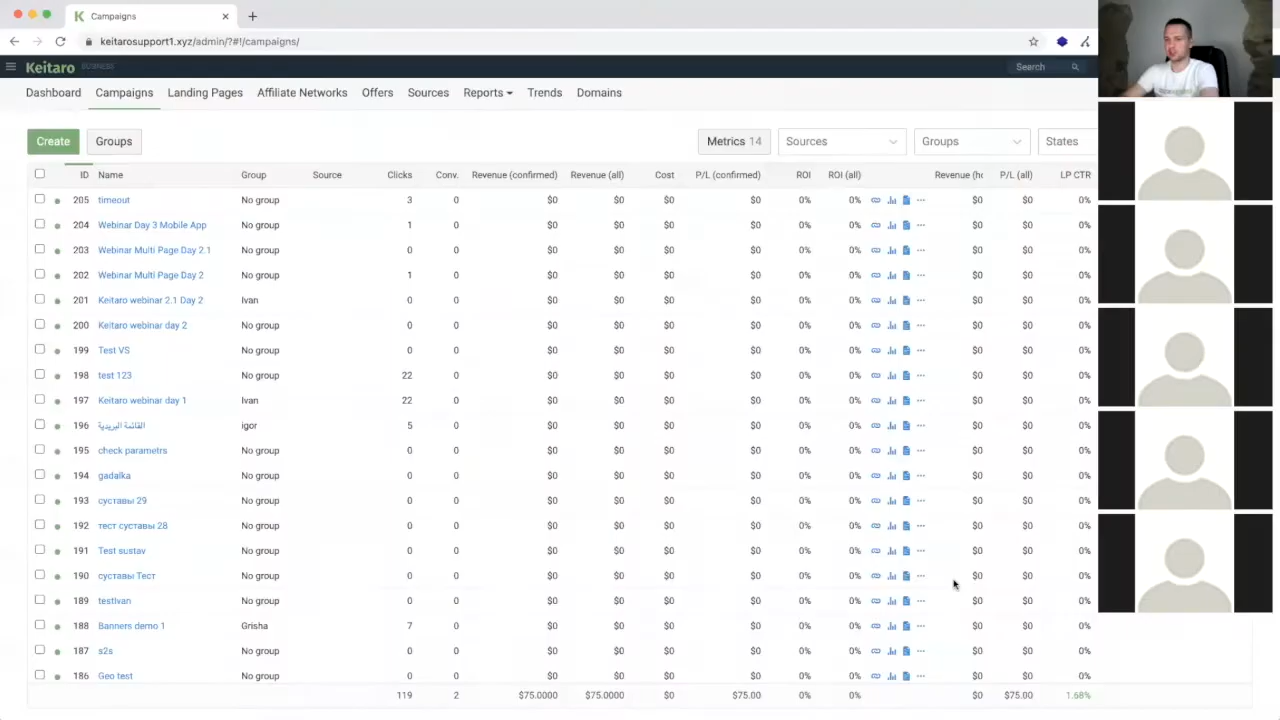 Campaigns
keitarosupport1.xyz/admin/?#!/campaigns/
Keitaro BUSINESS Search
Dashboard Campaigns Landing Pages Affiliate Networks Offers Sources Reports Trends Domains
Create Groups Metrics 14 Sources Groups States
ID Name Group Source Clicks Conv. Revenue (confirmed) Revenue (all) Cost P/L (confirmed) ROI ROI (all) Revenue (hc P/L (all) LP CTR
205 timeout No group 3 0 $0 $0 $0 $0 0% 0% $0 $0 0%
204 Webinar Day 3 Mobile App No group 1 0 $0 $0 $0 $0 0% 0% $0 $0 0%
203 Webinar Multi Page Day 2.1 No group 0 0 $0 $0 $0 $0 0% 0% $0 $0 0%
202 Webinar Multi Page Day 2 No group 1 0 $0 $0 $0 $0 0% 0% $0 $0 0%
201 Keitaro webinar 2.1 Day 2 Ivan 0 0 $0 $0 $0 $0 0% 0% $0 $0 0%
200 Keitaro webinar day 2 No group 0 0 $0 $0 $0 $0 0% 0% $0 $0 0%
199 Test VS No group 0 0 $0 $0 $0 $0 0% 0% $0 $0 0%
198 test 123 No group 22 0 $0 $0 $0 $0 0% 0% $0 $0 0%
197 Keitaro webinar day 1 Ivan 22 0 $0 $0 $0 $0 0% 0% $0 $0 0%
196 القائمة البريدية igor 5 0 $0 $0 $0 $0 0% 0% $0 $0 0%
195 check parametrs No group 0 0 $0 $0 $0 $0 0% 0% $0 $0 0%
194 gadalka No group 0 0 $0 $0 $0 $0 0% 0% $0 $0 0%
193 суставы 29 No group 0 0 $0 $0 $0 $0 0% 0% $0 $0 0%
192 тест суставы 28 No group 0 0 $0 $0 $0 $0 0% 0% $0 $0 0%
191 Test sustav No group 0 0 $0 $0 $0 $0 0% 0% $0 $0 0%
190 суставы Тест No group 0 0 $0 $0 $0 $0 0% 0% $0 $0 0%
189 testIvan No group 0 0 $0 $0 $0 $0 0% 0% $0 $0 0%
188 Banners demo 1 Grisha 7 0 $0 $0 $0 $0 0% 0% $0 $0 0%
187 s2s No group 0 0 $0 $0 $0 $0 0% 0% $0 $0 0%
186 Geo test No group 0 0 $0 $0 $0 $0 0% 0% $0 $0 0%
119 2 $75.0000 $75.0000 $0 $75.00 0% 0% $0 $75.00 1.68%